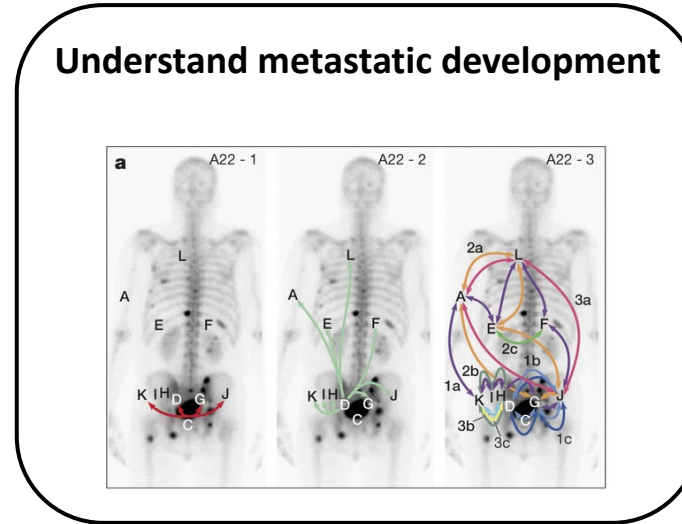 Understand metastatic development
a
A22 - 1
A22 - 2
A22 - 3
L
A
E
F
K
I
H
D
G
J
C
L
A
E
F
K
I
H
D
G
J
C
2a
L
A
3a
E
F
2c
1b
2b
1a
K
I
H
D
G
J
C
3b
3c
1c